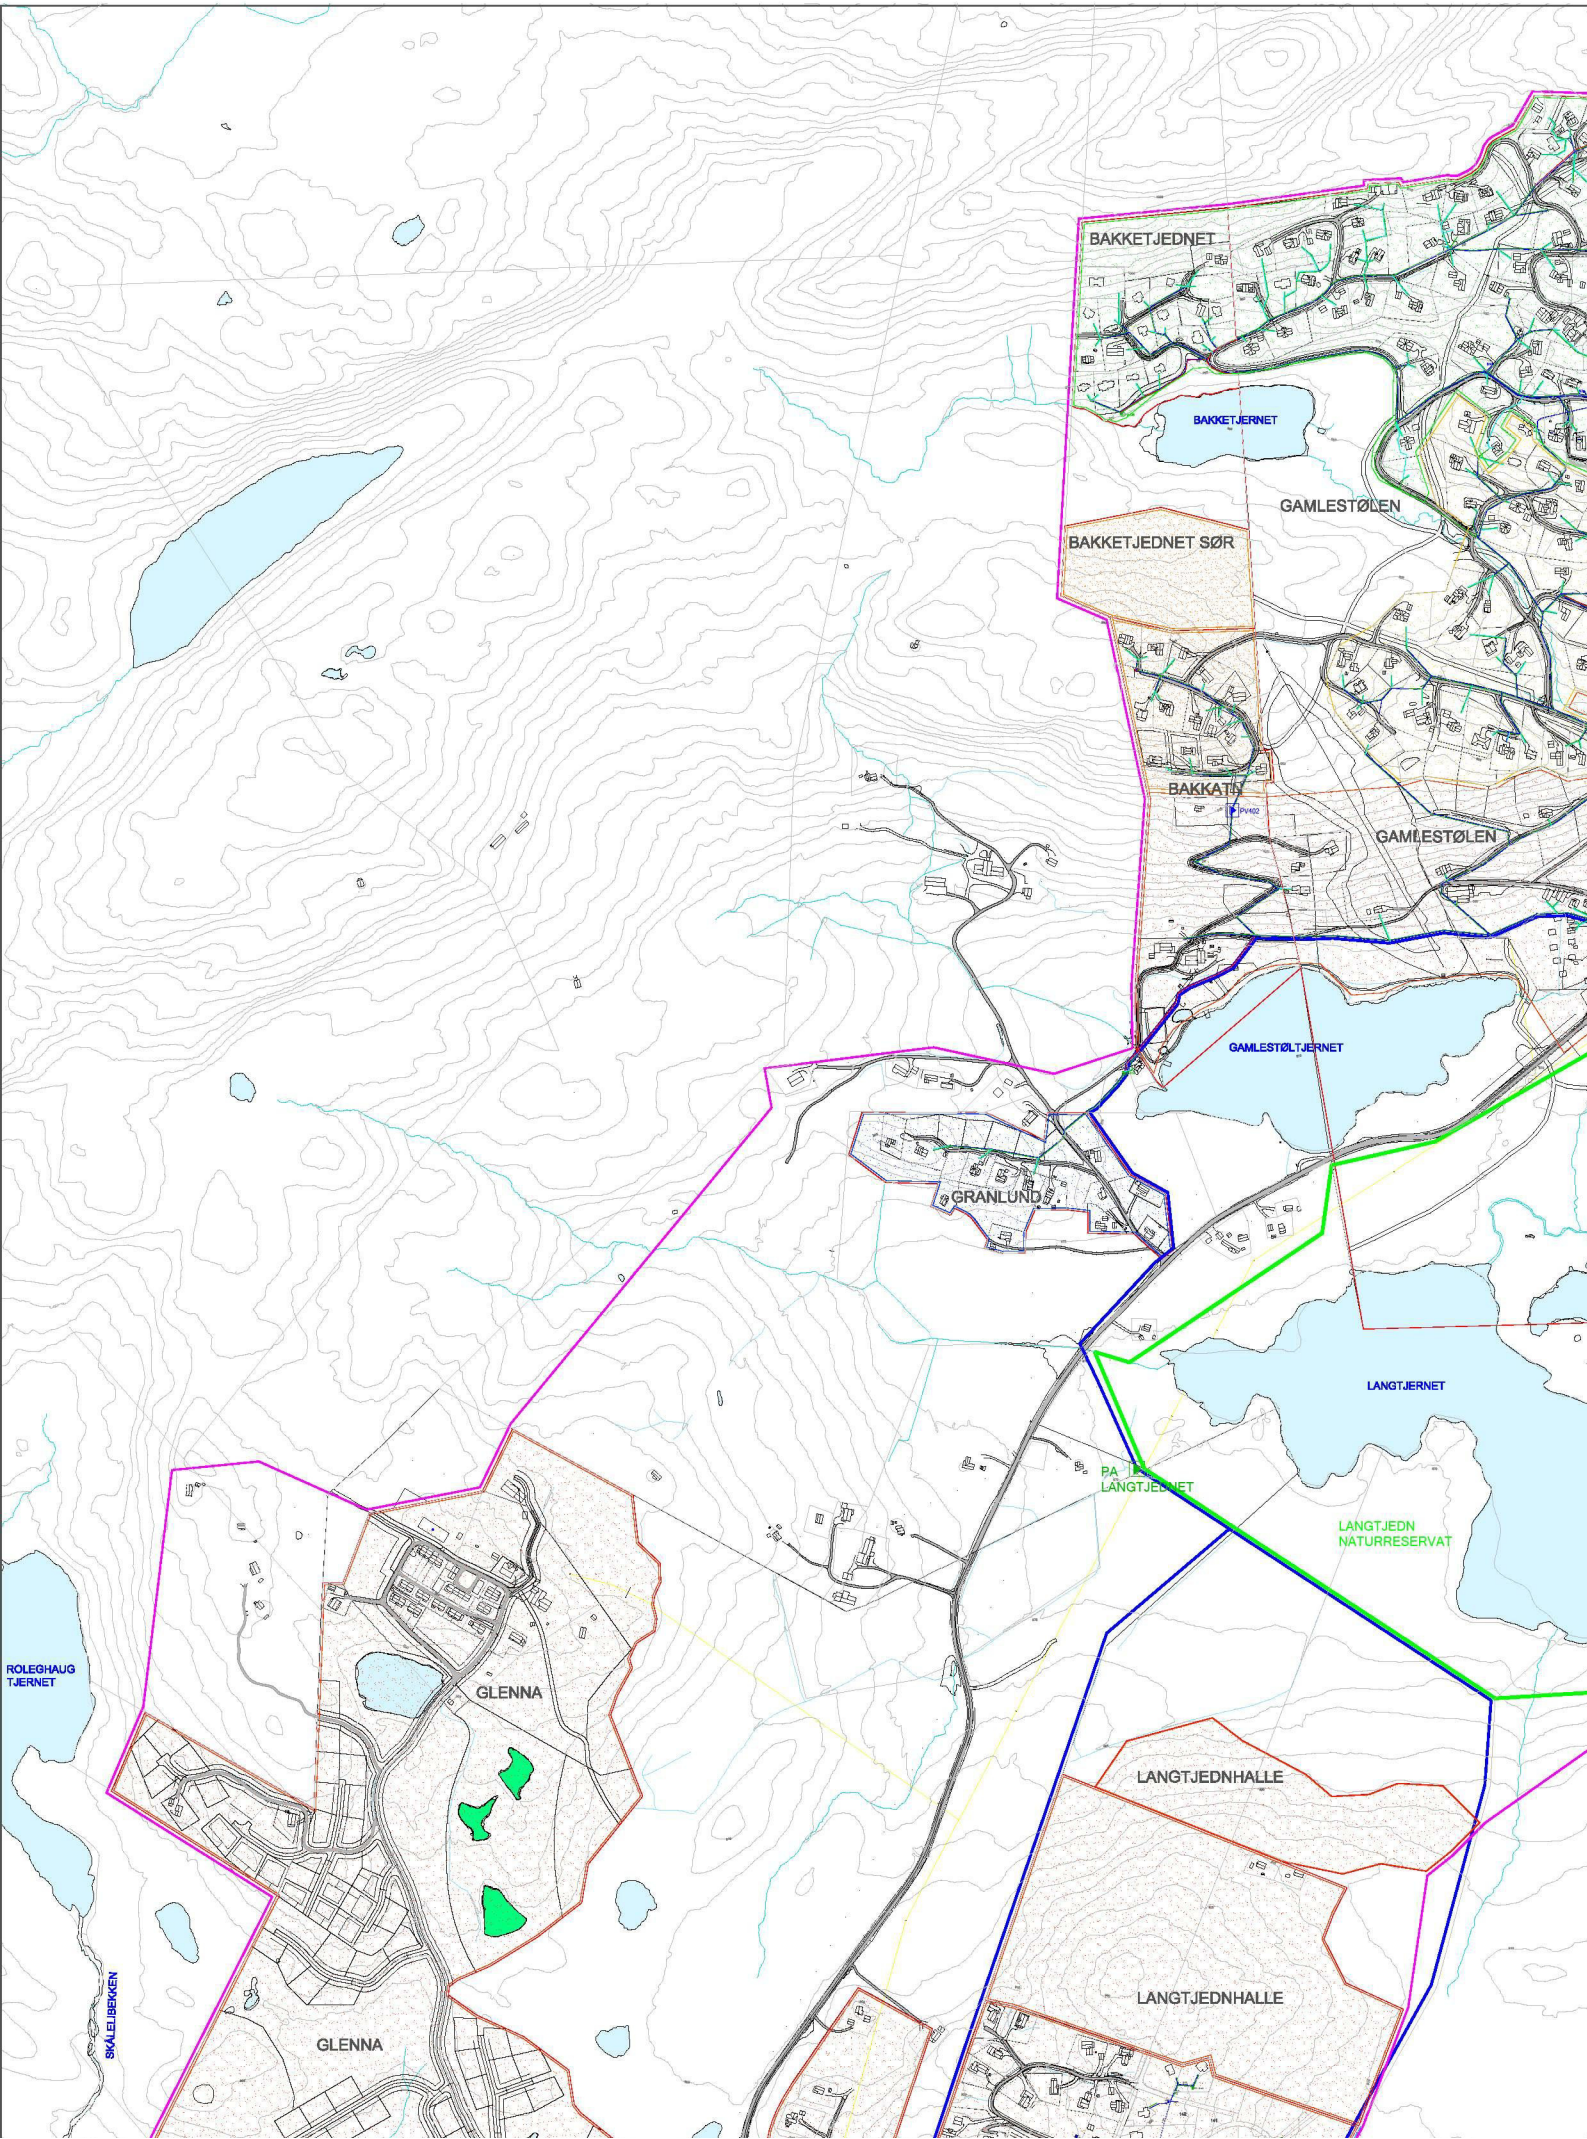 BAKKETJEDNET
BAKKETJERNET
GAMLESTØLEN
BAKKETJEDNET SØR
BAKKATN
PV402
GAMLESTØLEN
GAMLESTØLTJERNET
GRANLUND
LANGTJERNET
PA
LANGTJEDNET
LANGTJEDN
NATURRESERVAT
ROLEGHAUG
TJERNET
GLENNA
LANGTJEDNHALLE
LANGTJEDNHALLE
SKÅLELIBEKKEN
GLENNA